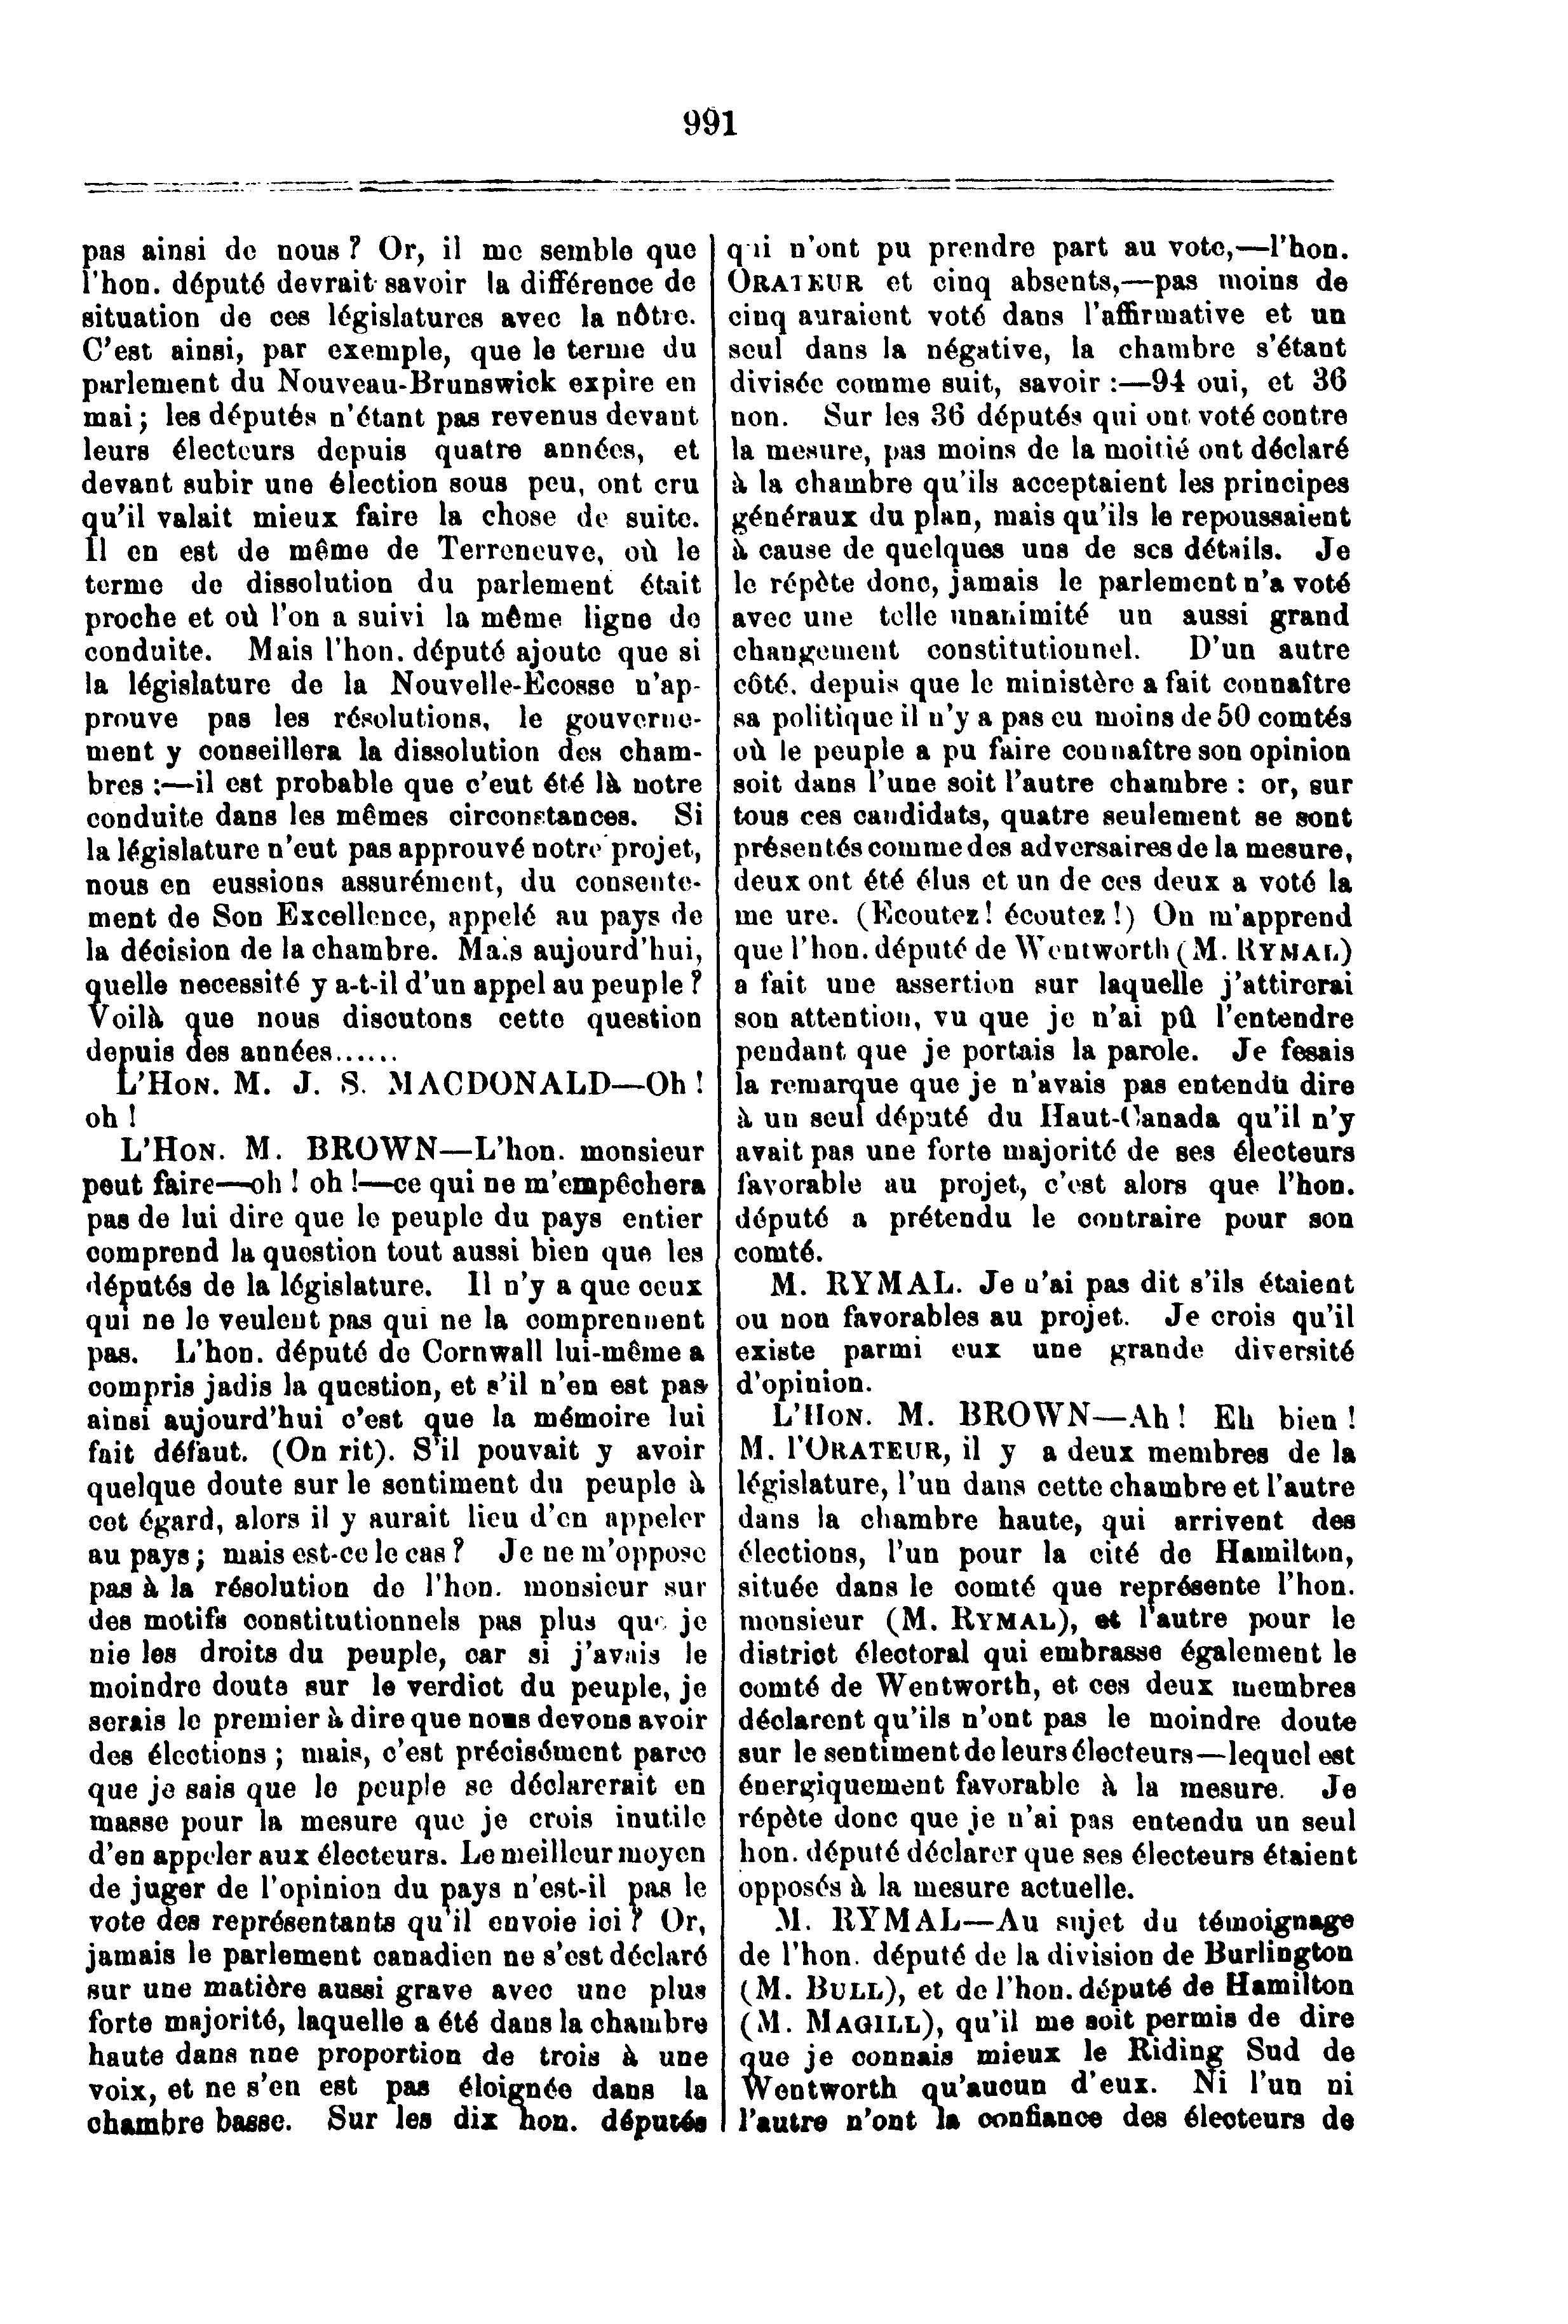 991
pas ainsi de nous ? Or, il me semble que
l'hon. député devrait savoir la différence de
situation de ces législatures avec la nôtre.
C'est ainsi, par exemple, que le terme du
parlement du Nouveau-Brunswick expire en
mai ; les députés n'étant pas revenus devant
leurs électeurs depuis quatre années, et
devant subir une élection sous peu, ont cru
qu'il valait mieux faire la chose de suite.
Il en est de même de Terreneuve, où le
terme de dissolution du parlement était
proche et où l'on a suivi la même ligne de
conduite. Mais l'hon. député ajoute que si
la législature de la Nouvelle-Ecosse n'ap-
prouve pas les résolutions, le gouverne-
ment y conseillera la dissolution des cham-
bres :—il est probable que c'eut été là notre
conduite dans les mêmes circonstances. Si
la législature n'eut pas approuvé notre projet,
nous en eussions assurément, du consente-
ment de Son Excellence, appelé au pays de
la décision de la chambre. Mais aujourd'hui,
quelle necessité y a-t-il d'un appel au peuple ?
Voilà que nous discutons cette question
depuis des années......
L'HON. M. J. S. MACDONALD—Oh !
oh !
L'HON. M. BROWN—L'hon. monsieur
peut faire—oh ! oh !—ce qui ne m'empêchera
pas de lui dire que le peuple du pays entier
comprend la question tout aussi bien que les
députés de la législature. Il n'y a que ceux
qui ne le veulent pas qui ne la comprennent
pas. L'hon. député de Cornwall lui-même a
compris jadis la question, et s'il n'en est pas
ainsi aujourd'hui c'est que la mémoire lui
fait défaut. (On rit). S'il pouvait y avoir
quelque doute sur le sentiment du peuple à
cet égard, alors il y aurait lieu d'en appeler
au pays ; mais est-ce le cas ? Je ne m'oppose
pas à la résolution de l'hon. monsieur sur
des motifs constitutionnels pas plus que je
nie les droits du peuple, car si j'avais le
moindre doute sur le verdict du peuple, je
serais le premier à dire que nous devons avoir
des élections ; mais, c'est précisément parce
que je sais que le peuple se déclarerait en
masse pour la mesure que je crois inutile
d'en appeler aux électeurs. Le meilleur moyen
de juger de l'opinion du pays n'est-il pas le
vote des représentants qu'il envoie ici ? Or,
jamais le parlement canadien ne s'est déclaré
sur une matière aussi grave avec une plus
forte majorité, laquelle a été dans la chambre
haute dans nne proportion de trois à une
voix, et ne s'en est pas éloignée dans la
chambre basse. Sur les dix hon. députés
qui n'ont pu prendre part au vote,—l'hon.
ORATEUR et cinq absents,—pas moins de
cinq auraient voté dans l'affirmative et un
seul dans la négative, la chambre s'étant
divisée comme suit, savoir :—94 oui, et 36
non. Sur les 36 députés qui ont voté contre
la mesure, pas moins de la moitié ont déclaré
à la chambre qu'ils acceptaient les principes
généraux du plan, mais qu'ils le repoussaient
à cause de quelques uns de ses détails. Je
le répète donc, jamais le parlement n'a voté
avec une telle unanimité un aussi grand
changement constitutionnel. D'un autre
côté, depuis que le ministère a fait connaître
sa politique il n'y a pas eu moins de 50 comtés
où le peuple a pu faire connaître son opinion
soit dans l'une soit l'autre chambre : or, sur
tous ces candidats, quatre seulement se sont
présentés comme des adversaires de la mesure,
deux ont été élus et un de ces deux a voté la
me ure. (Ecoutez ! écoutez !) On m'apprend
que l'hon. député de Wentworth (M. RYMAL)
a fait une assertion sur laquelle j'attirerai
son attention, vu que je n'ai pû l'entendre
pendant que je portais la parole. Je fesais
la remarque que je n'avais pas entendu dire
à un seul député du Haut-Canada qu'il n'y
avait pas une forte majorité de ses électeurs
favorable au projet, c'est alors que l'hon.
député a prétendu le contraire pour son
comté.
M. RYMAL. Je n'ai pas dit s'ils étaient
ou non favorables au projet. Je crois qu'il
existe parmi eux une grande diversité
d'opinion.
L'HON. M. BROWN—Ah ! Eh bien !
M. l'ORATEUR, il y a deux membres de la
législature, l'un dans cette chambre et l'autre
dans la chambre haute, qui arrivent des
élections, l'un pour la cité de Hamilton,
située dans le comté que représente l'hon.
monsieur (M. RYMAL), et l'autre pour le
district électoral qui embrasse également le
comté de Wentworth, et ces deux membres
déclarent qu'ils n'ont pas le moindre doute
sur le sentiment de leurs électeurs—lequel est
énergiquement favorable à la mesure. Je
répète donc que je n'ai pas entendu un seul
hon. député déclarer que ses électeurs étaient
opposés à la mesure actuelle.
M. RYMAL—Au sujet du témoignage
de l'hon. député de la division de Burlington
(M. BULL), et de l'hon. député de Hamilton
(M. MAGILL), qu'il me soit permis de dire
que je connais mieux le Riding Sud de
Wentworth qu'aucun d'eux. Ni l'un ni
l'autre n'ont la confiance des électeurs de